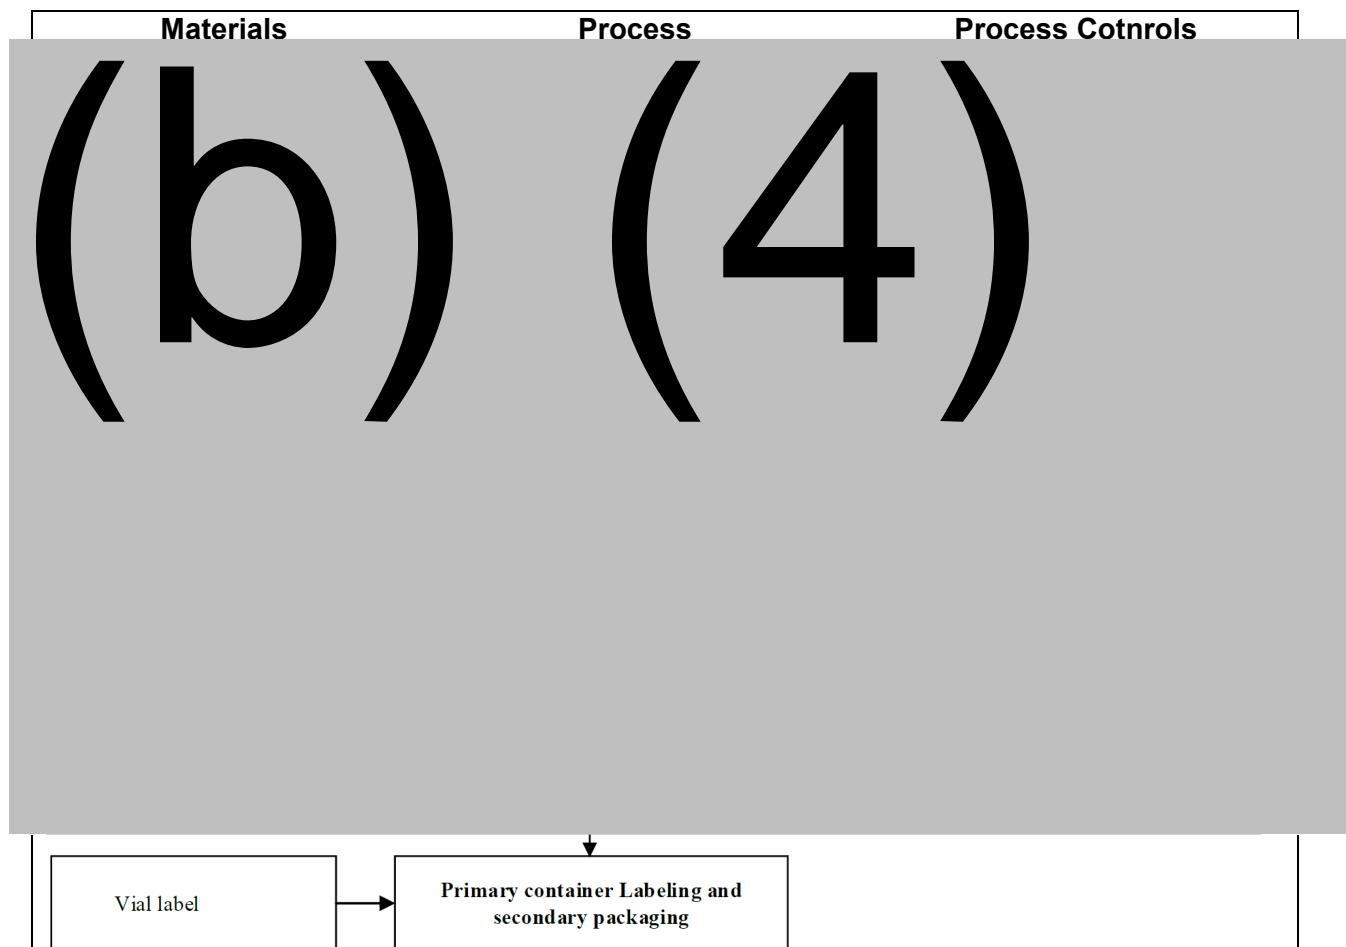 Materials Process Process Cotnrols
(b) (4)
Vial label
Primary container Labeling and
secondary packaging